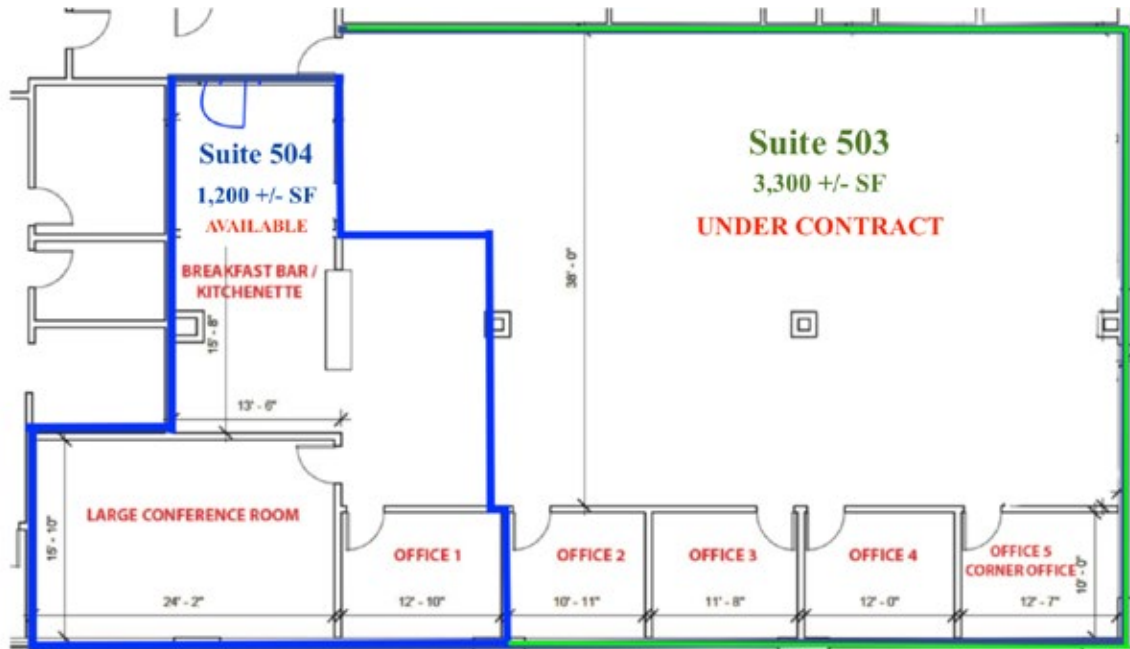 Suite 504
1,200 +/- SF
AVAILABLE
BREAKFAST BAR /
KITCHENETTE
15' - 8"
13' - 6"
Suite 503
3,300 +/- SF
UNDER CONTRACT
38' - 0"
LARGE CONFERENCE ROOM
15' - 10"
24' - 2"
OFFICE 1
12' - 10"
OFFICE 2
10' - 11"
OFFICE 3
11' - 8"
OFFICE 4
12' - 0"
OFFICE 5
CORNER OFFICE
10' - 0"
12' - 7"